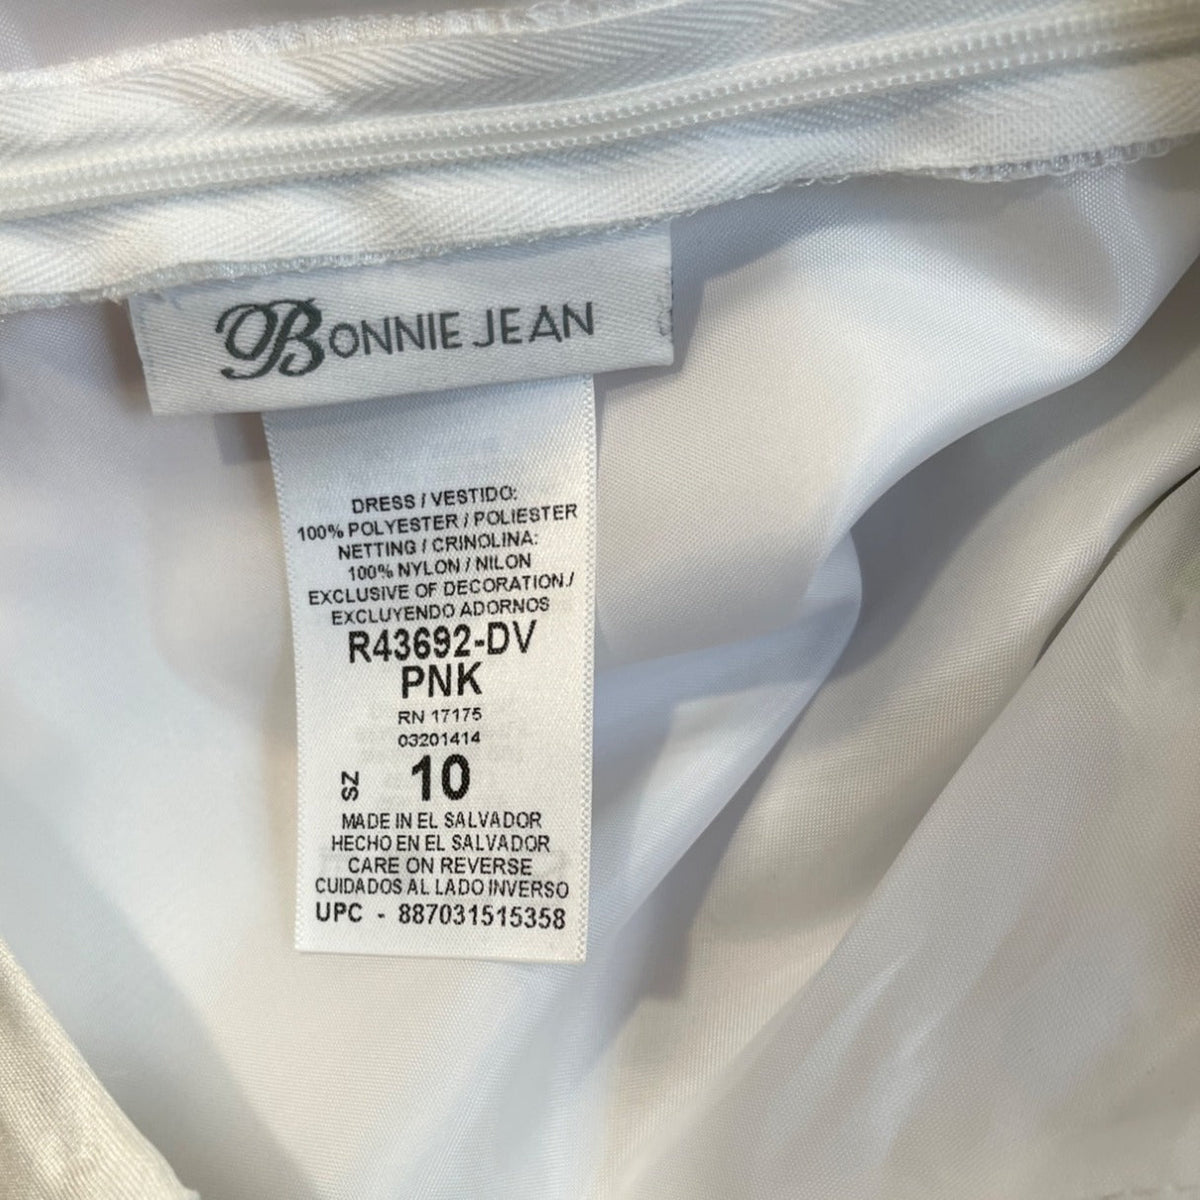 BONNIE JEAN
DRESS / VESTIDO:
100% POLYESTER / POLIESTER
NETTING / CRINOLINA:
100% NYLON / NILON
EXCLUSIVE OF DECORATION./
EXCLUYENDO ADORNOS
R43692-DV
PNK
RN 17175
03201414
SZ 10
MADE IN EL SALVADOR
HECHO EN EL SALVADOR
CARE ON REVERSE
CUIDADOS AL LADO INVERSO
UPC - 887031515358